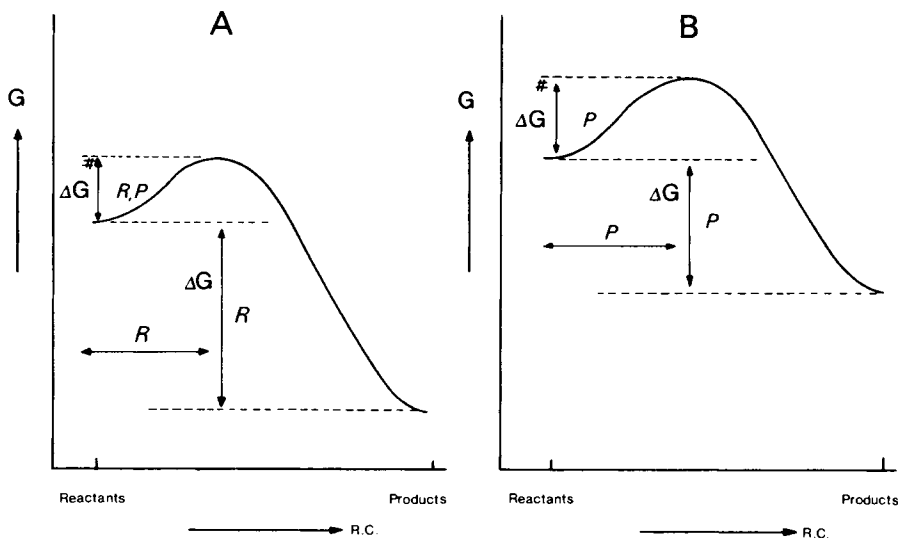 A
G
#
ΔG
R,P
ΔG
R
R
Reactants
Products
R.C.
B
G
#
ΔG
P
ΔG
P
P
Reactants
Products
R.C.